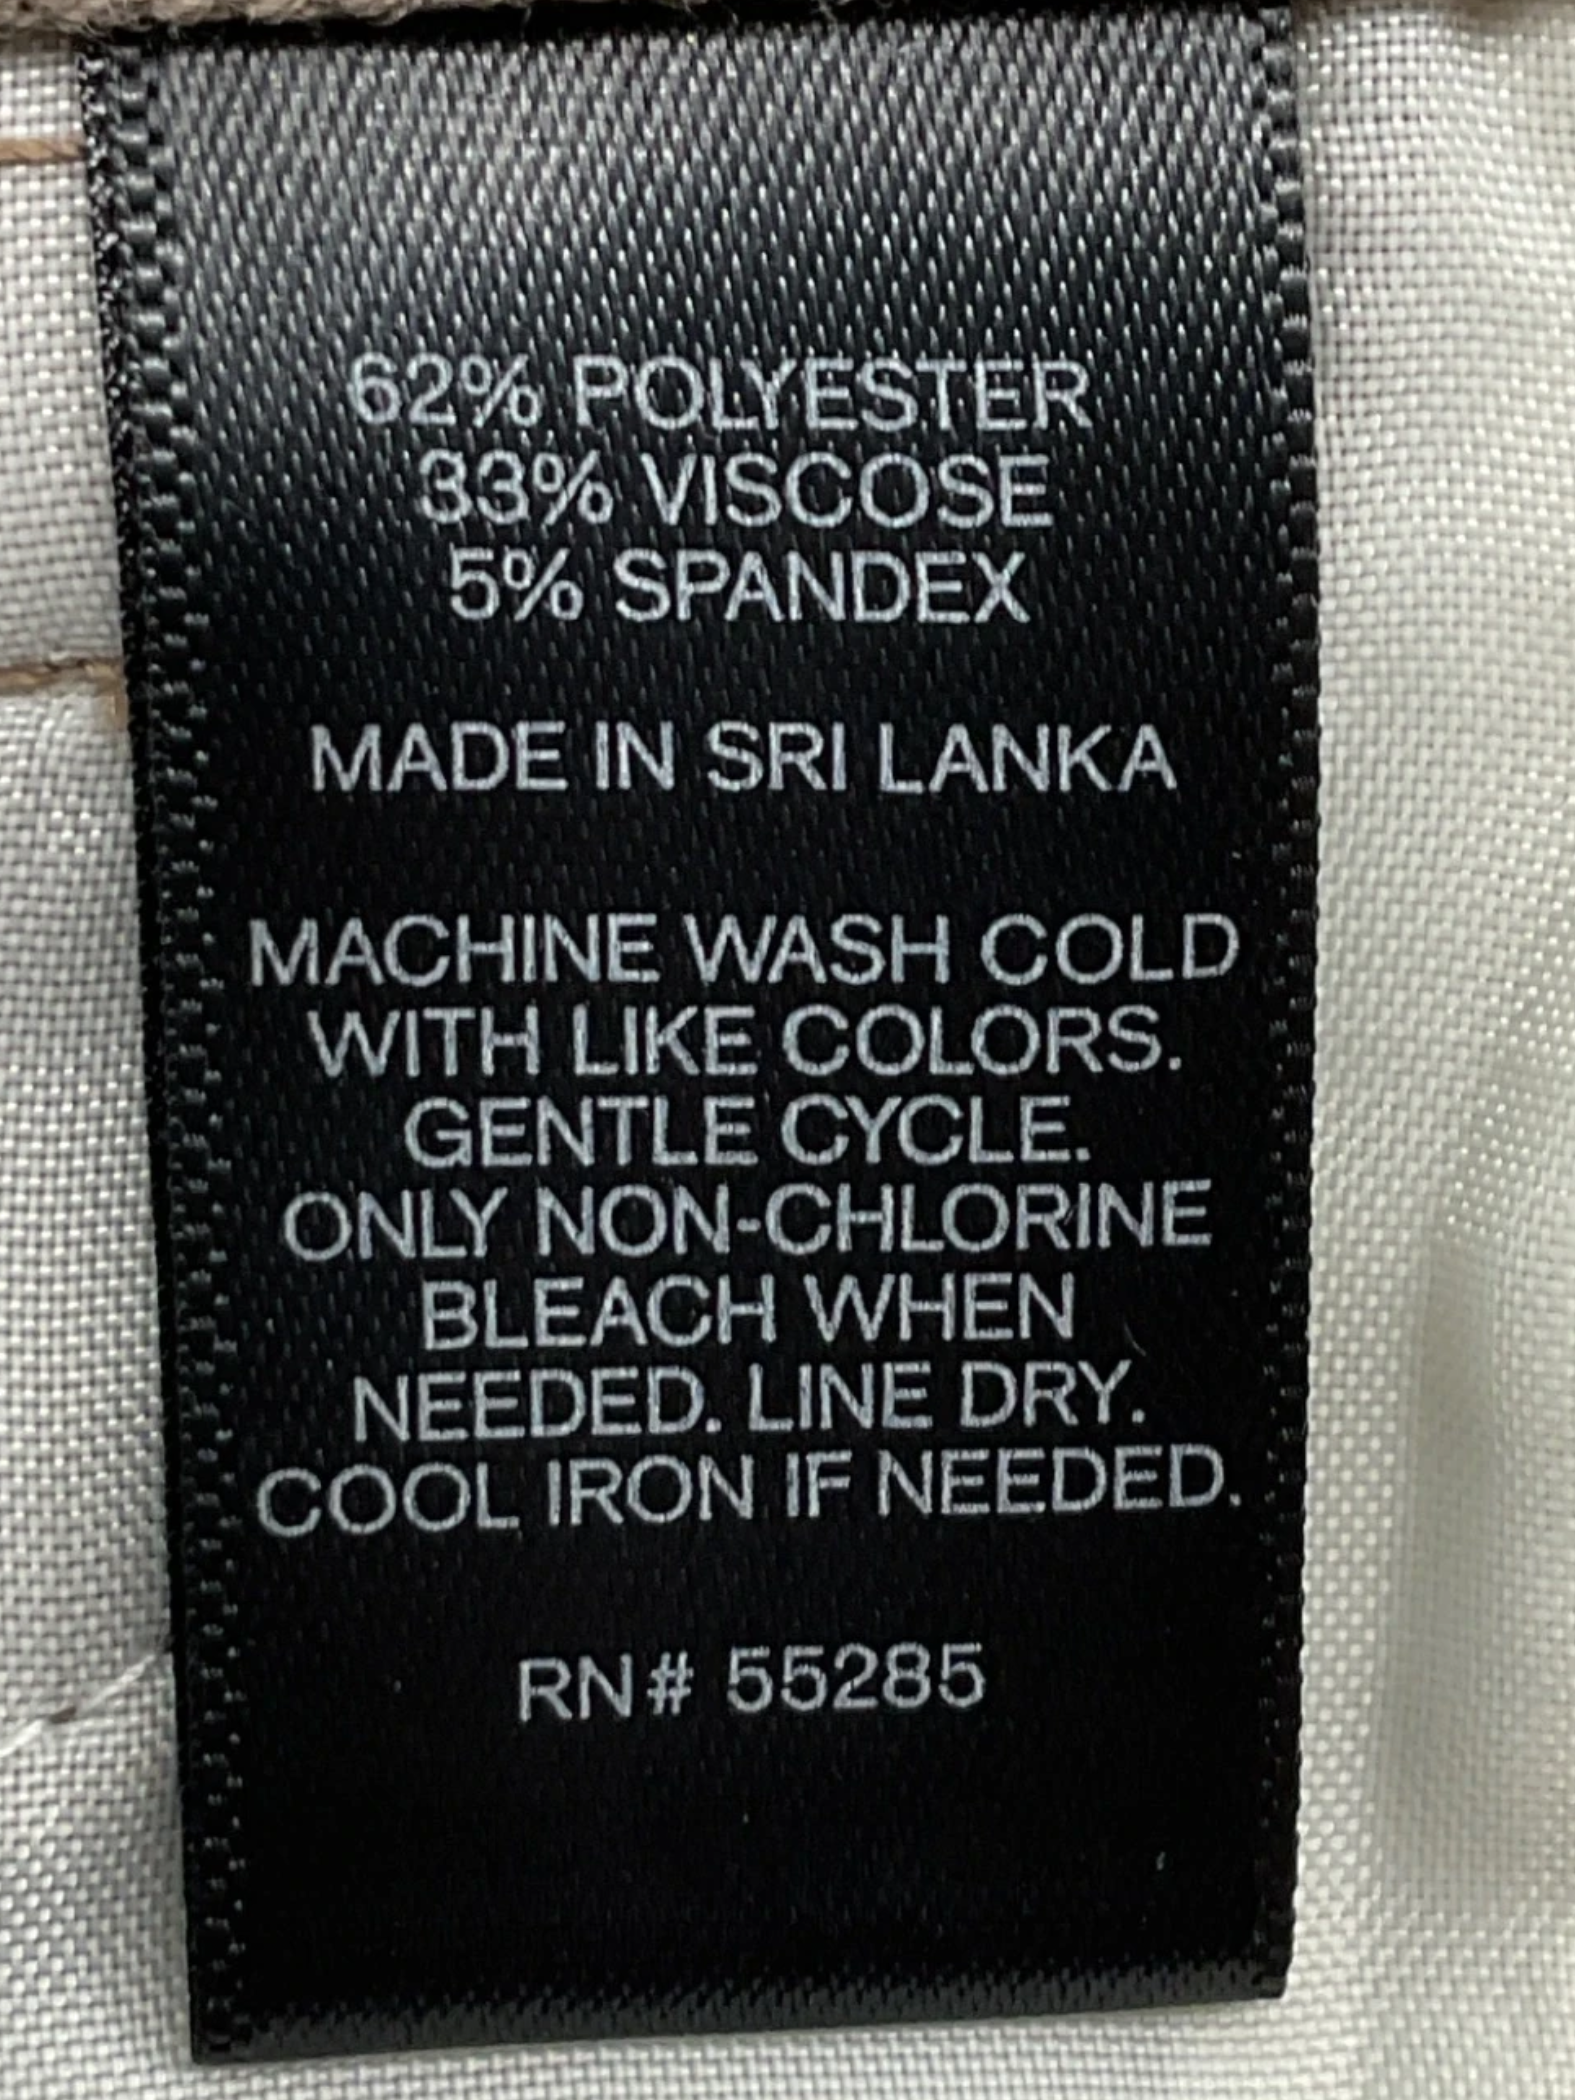 62% POLYESTER
33% VISCOSE
5% SPANDEX
MADE IN SRI LANKA
MACHINE WASH COLD
WITH LIKE COLORS.
GENTLE CYCLE.
ONLY NON-CHLORINE
BLEACH WHEN
NEEDED. LINE DRY.
COOL IRON IF NEEDED.
RN# 55285